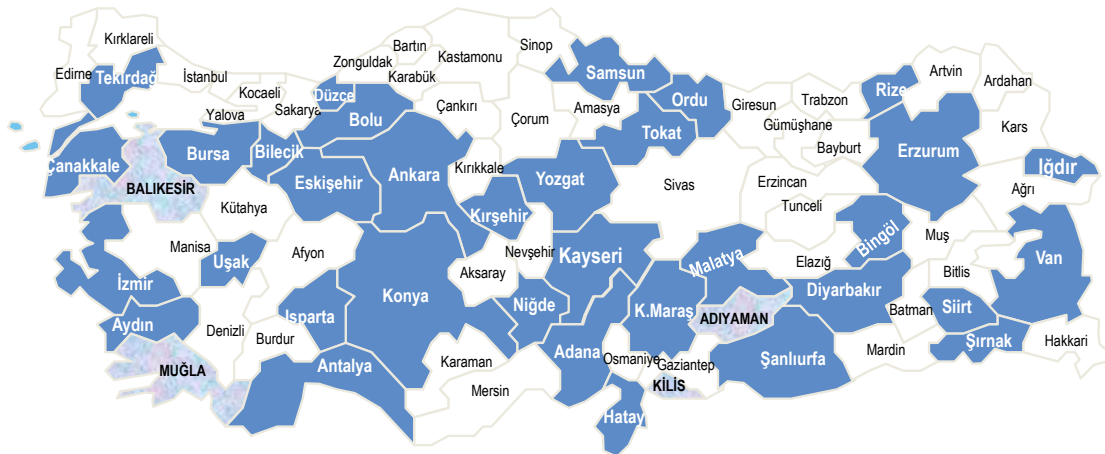 Kırklareli
Edirne
Tekirdağ
İstanbul
Kocaeli
Yalova
Sakarya
Düzce
Zonguldak
Bartın
Karabük
Kastamonu
Sinop
Samsun
Çankırı
Bolu
Çorum
Amasya
Ordu
Tokat
Giresun
Trabzon
Gümüşhane
Bayburt
Rize
Artvin
Ardahan
Kars
Erzurum
Iğdır
Ağrı
Çanakkale
BALIKESİR
Bursa
Bilecik
Eskişehir
Ankara
Kırıkkale
Yozgat
Sivas
Erzincan
Tunceli
Bingöl
Muş
Kütahya
Kırşehir
Manisa
Uşak
Afyon
Nevşehir
Kayseri
Malatya
Elazığ
Bitlis
Van
İzmir
Aksaray
Konya
Niğde
K.Maraş
ADIYAMAN
Diyarbakır
Batman
Siirt
Aydın
Denizli
Isparta
Burdur
Şırnak
Hakkari
MUĞLA
Antalya
Karaman
Mersin
Adana
Osmaniye
Gaziantep
KİLİS
Şanlıurfa
Mardin
Hatay